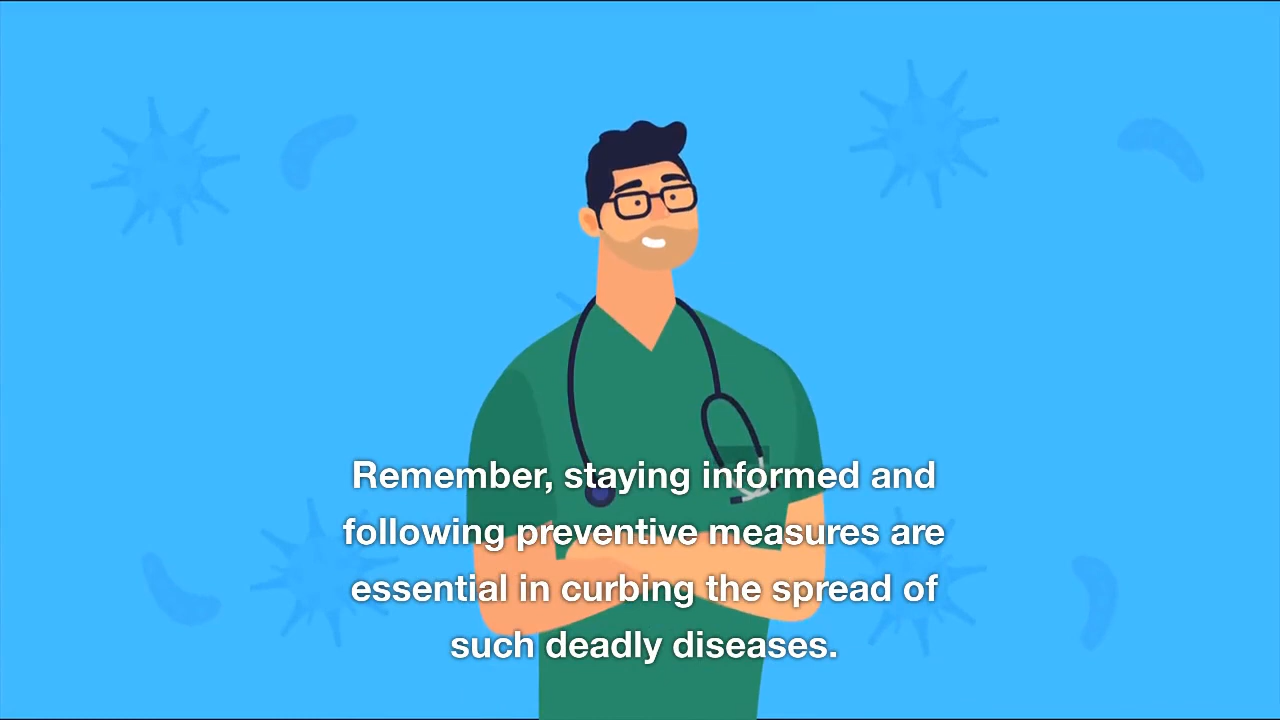 Remember, staying informed and
following preventive measures are
essential in curbing the spread of
such deadly diseases.